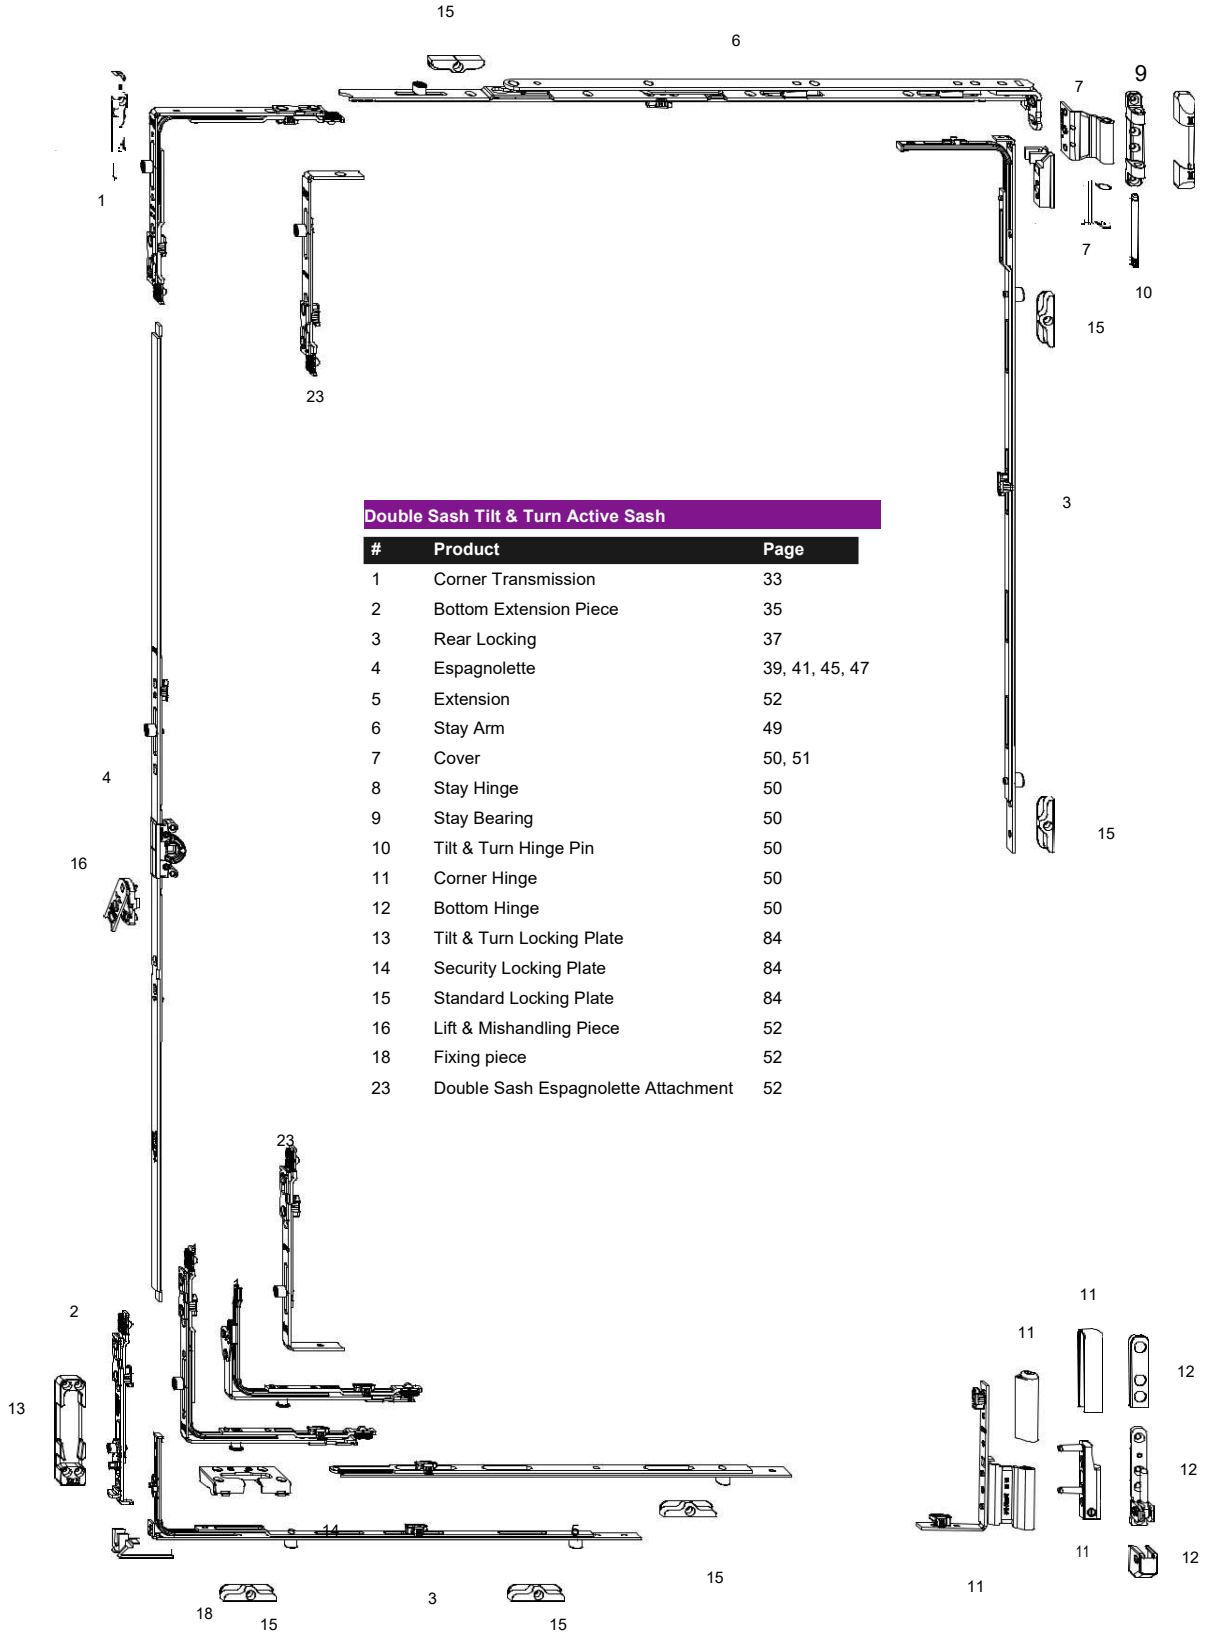 15
6
9
7
1
7
10
15
23
3
Double Sash Tilt & Turn Active Sash
# Product Page
1 Corner Transmission 33
2 Bottom Extension Piece 35
3 Rear Locking 37
4 Espagnolette 39, 41, 45, 47
5 Extension 52
6 Stay Arm 49
7 Cover 50, 51
8 Stay Hinge 50
9 Stay Bearing 50
10 Tilt & Turn Hinge Pin 50
11 Corner Hinge 50
12 Bottom Hinge 50
13 Tilt & Turn Locking Plate 84
14 Security Locking Plate 84
15 Standard Locking Plate 84
16 Lift & Mishandling Piece 52
18 Fixing piece 52
23 Double Sash Espagnolette Attachment 52
4
15
16
23
1
11
2
11
12
13
12
14
5
11
12
15
11
3
18
15
15